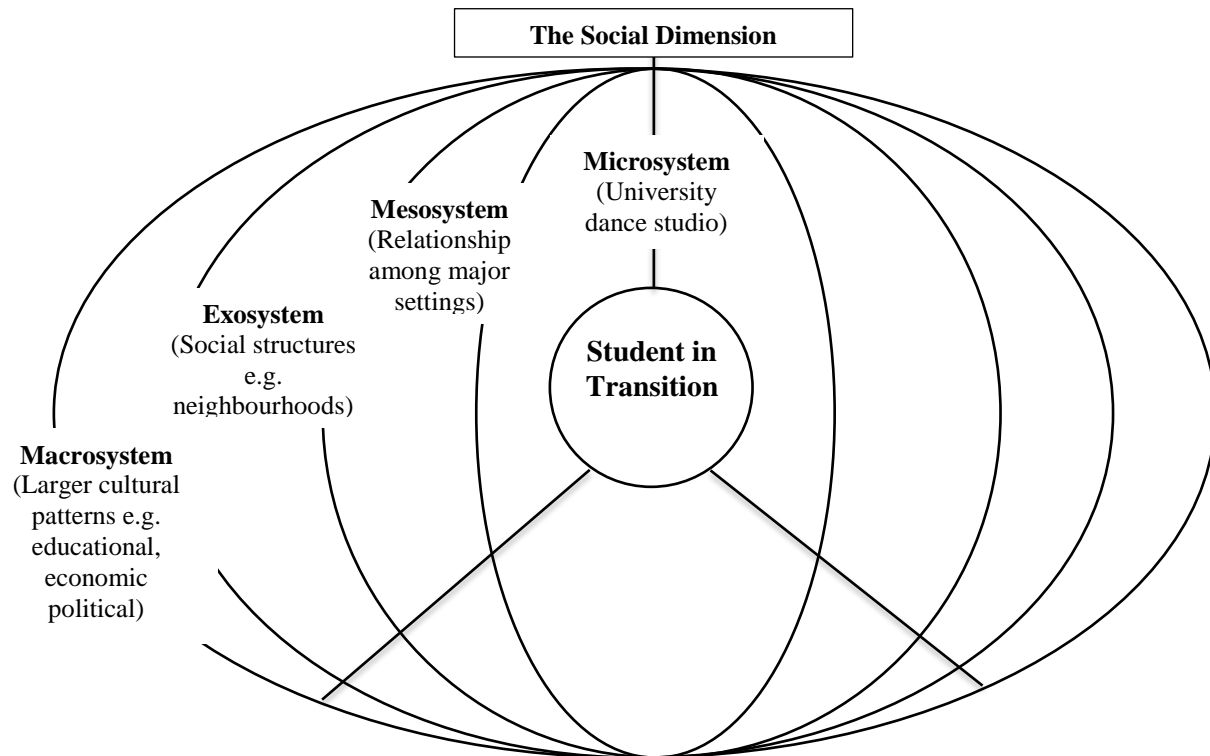 The Social Dimension
Microsystem
(University
dance studio)
Mesosystem
(Relationship
among major
settings)
Exosystem
(Social structures
e.g.
neighbourhoods)
Student in
Transition
Macrosystem
(Larger cultural
patterns e.g.
educational,
economic
political)